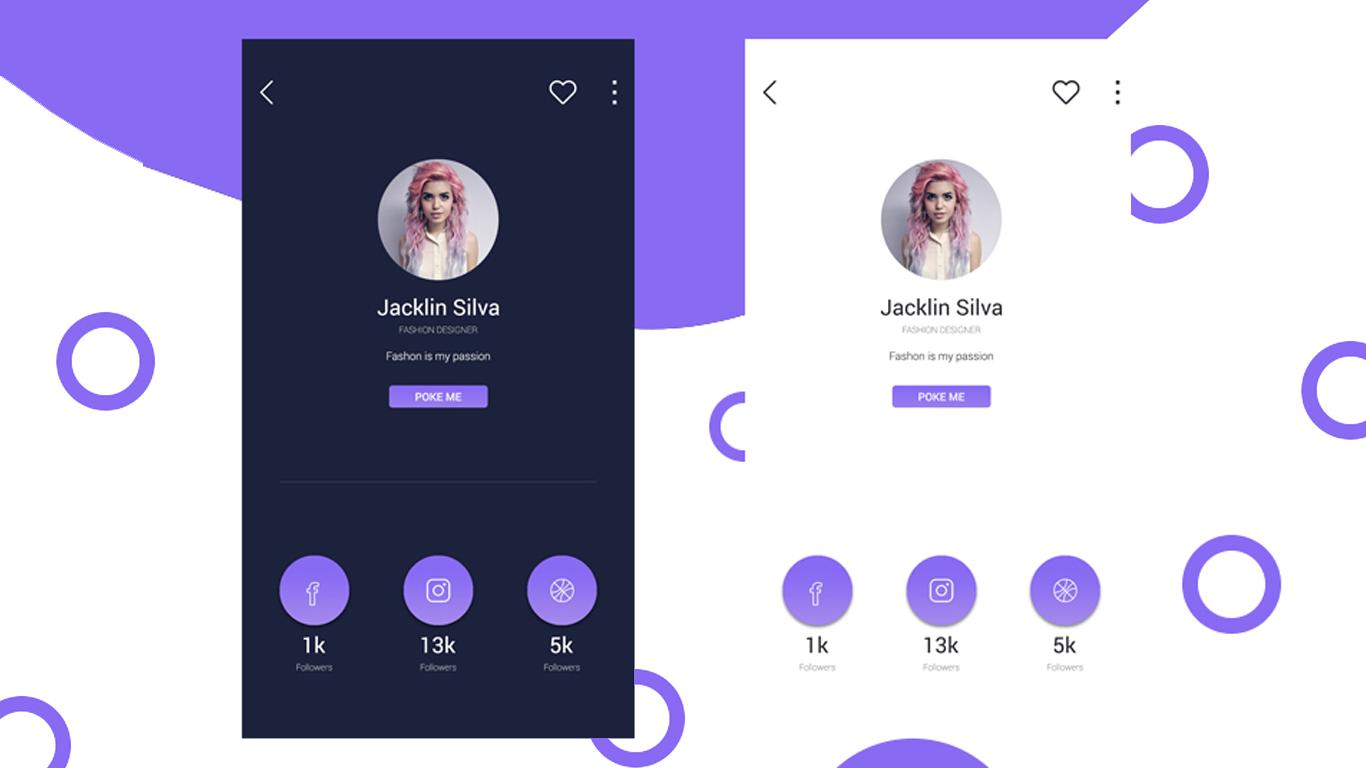 Jacklin Silva
FASHION DESIGNER
Fashon is my passion
POKE ME
1k
13k
5k
Followers
Followers
Followers
Jacklin Silva
FASHION DESIGNER
Fashon is my passion
POKE ME
1k
13k
5k
Followers
Followers
Followers